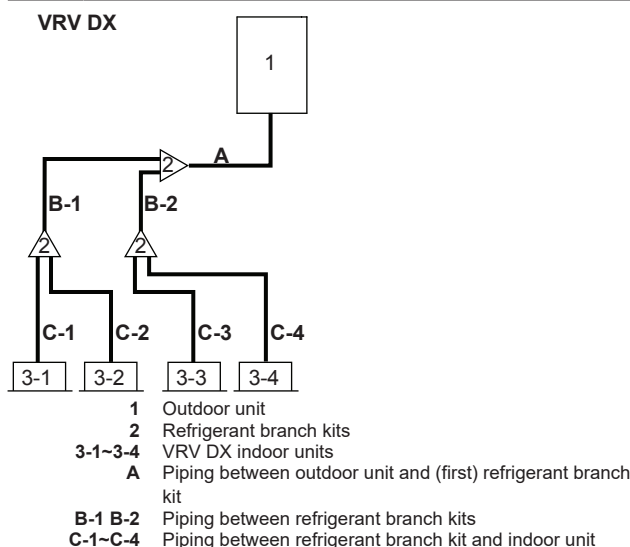 VRV DX
1
2
A
B-1
B-2
2
2
C-1
C-2
C-3
C-4
3-1
3-2
3-3
3-4
1 Outdoor unit
2 Refrigerant branch kits
3-1~3-4 VRV DX indoor units
A Piping between outdoor unit and (first) refrigerant branch
kit
B-1 B-2 Piping between refrigerant branch kits
C-1~C-4 Piping between refrigerant branch kit and indoor unit